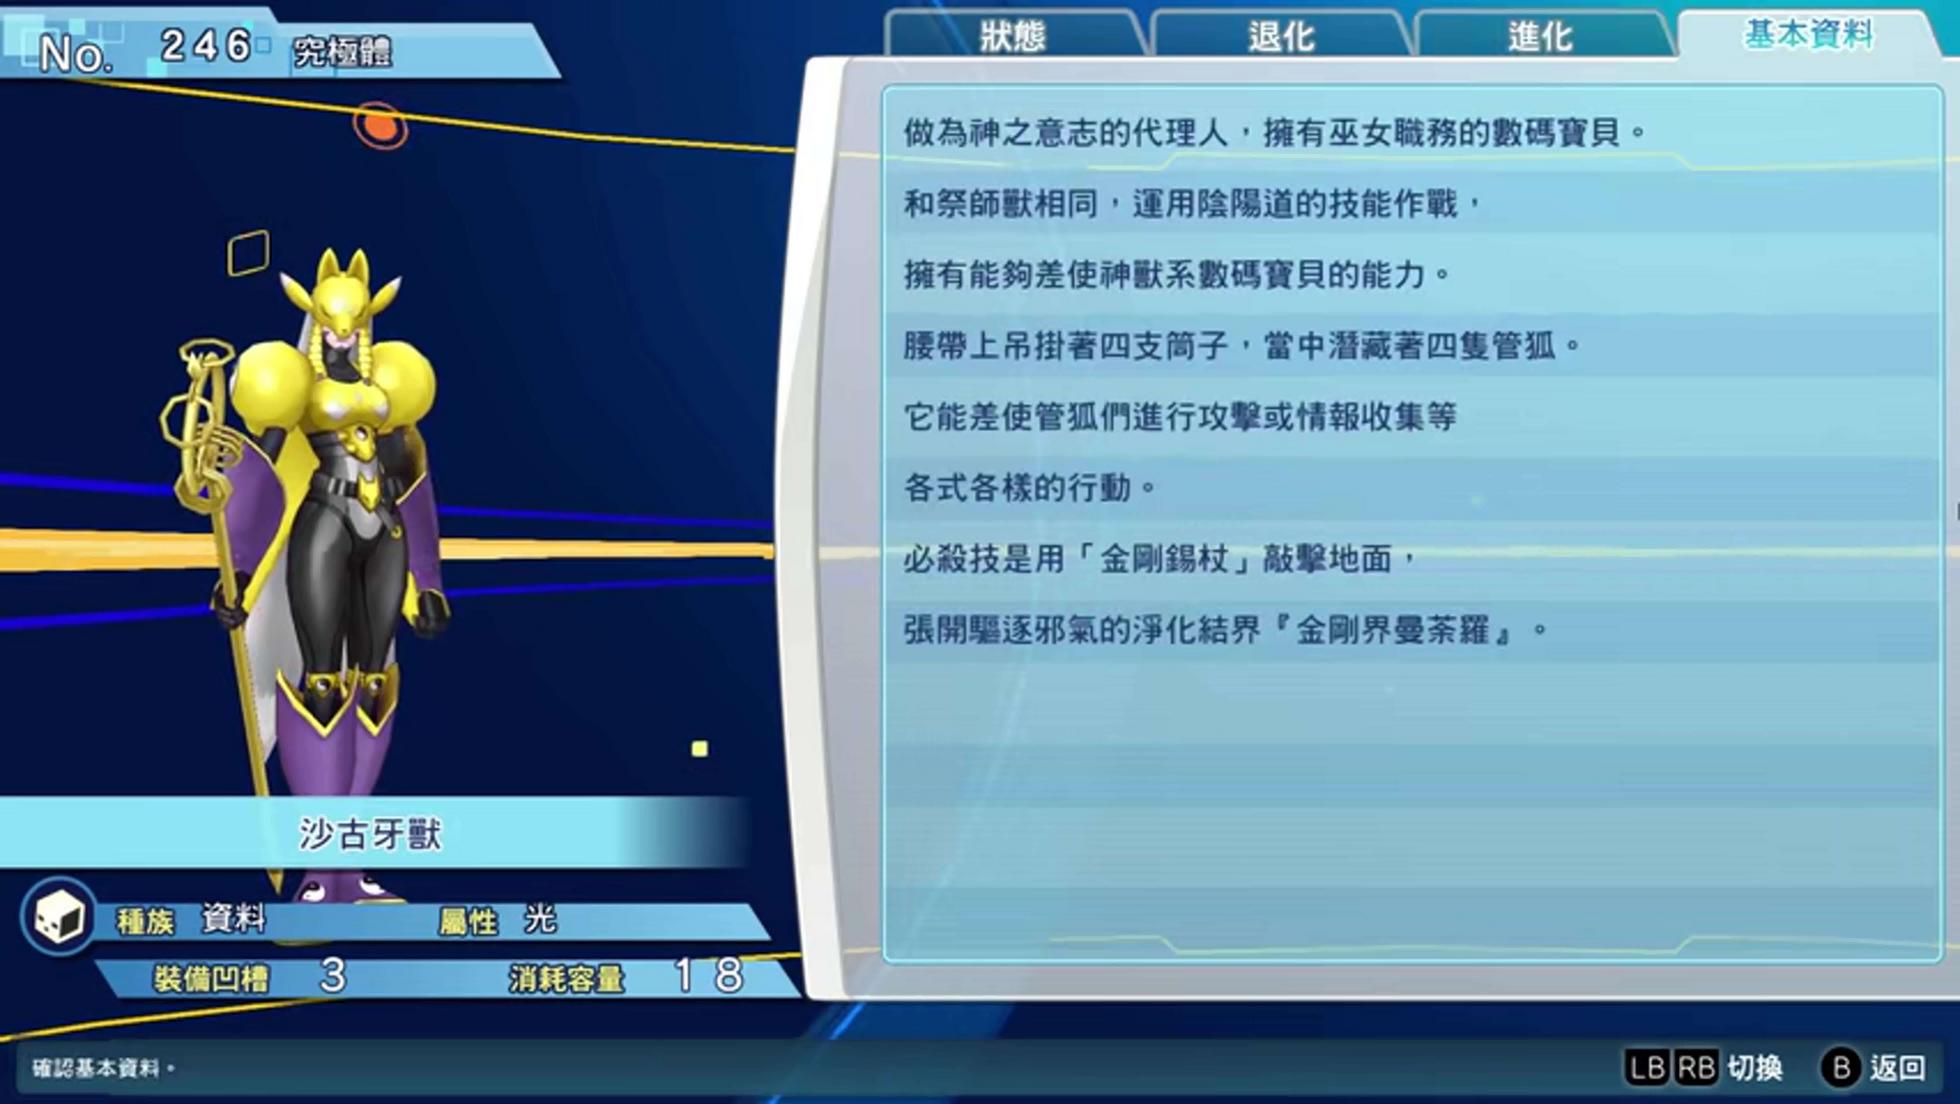 No. 246 究極體
狀態 退化 進化 基本資料
做為神之意志的代理人，擁有巫女職務的數碼寶貝。
和祭師獸相同，運用陰陽道的技能作戰，
擁有能夠差使神獸系數碼寶貝的能力。
腰帶上吊掛著四支筒子，當中潛藏著四隻管狐。
它能差使管狐們進行攻擊或情報收集等
各式各樣的行動。
必殺技是用「金剛錫杖」敲擊地面，
張開驅逐邪氣的淨化結界『金剛界曼荼羅』。
沙古牙獸
種族 資料 屬性 光
裝備凹槽 3 消耗容量 18
確認基本資料。
LB RB 切換 B 返回